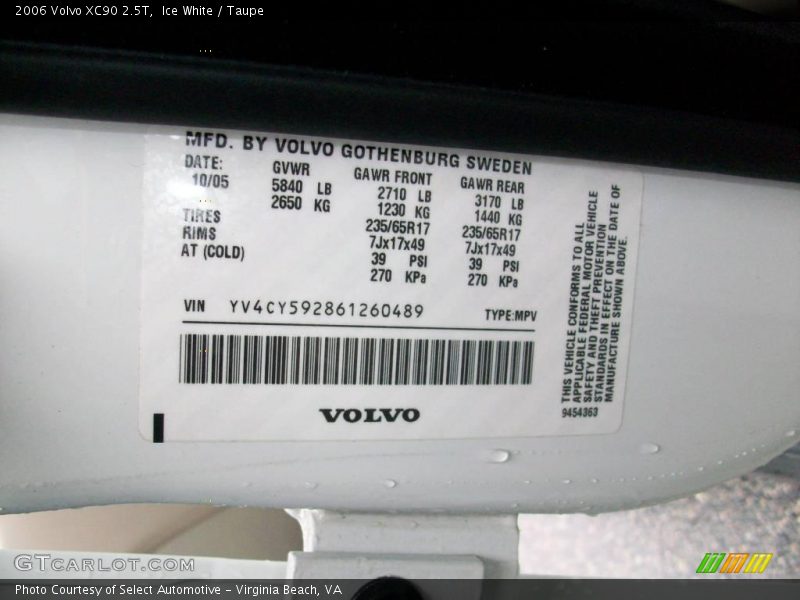 2006 Volvo XC90 2.5T,  Ice White / Taupe
MFD. BY VOLVO GOTHENBURG SWEDEN
DATE: GVWR GAWR FRONT GAWR REAR
10/05 5840 LB 2710 LB 3170 LB
2650 KG 1230 KG 1440 KG
TIRES 235/65R17 235/65R17
RIMS 7Jx17x49 7Jx17x49
AT (COLD) 39 PSI 39 PSI
270 KPa 270 KPa
VIN YV4CY592861260489 TYPE:MPV
VOLVO
THIS VEHICLE CONFORMS TO ALL
APPLICABLE FEDERAL MOTOR VEHICLE
SAFETY AND THEFT PREVENTION
STANDARDS IN EFFECT ON THE DATE OF
MANUFACTURE SHOWN ABOVE.
9454363
GTcarlot.com
Photo Courtesy of Select Automotive - Virginia Beach, VA